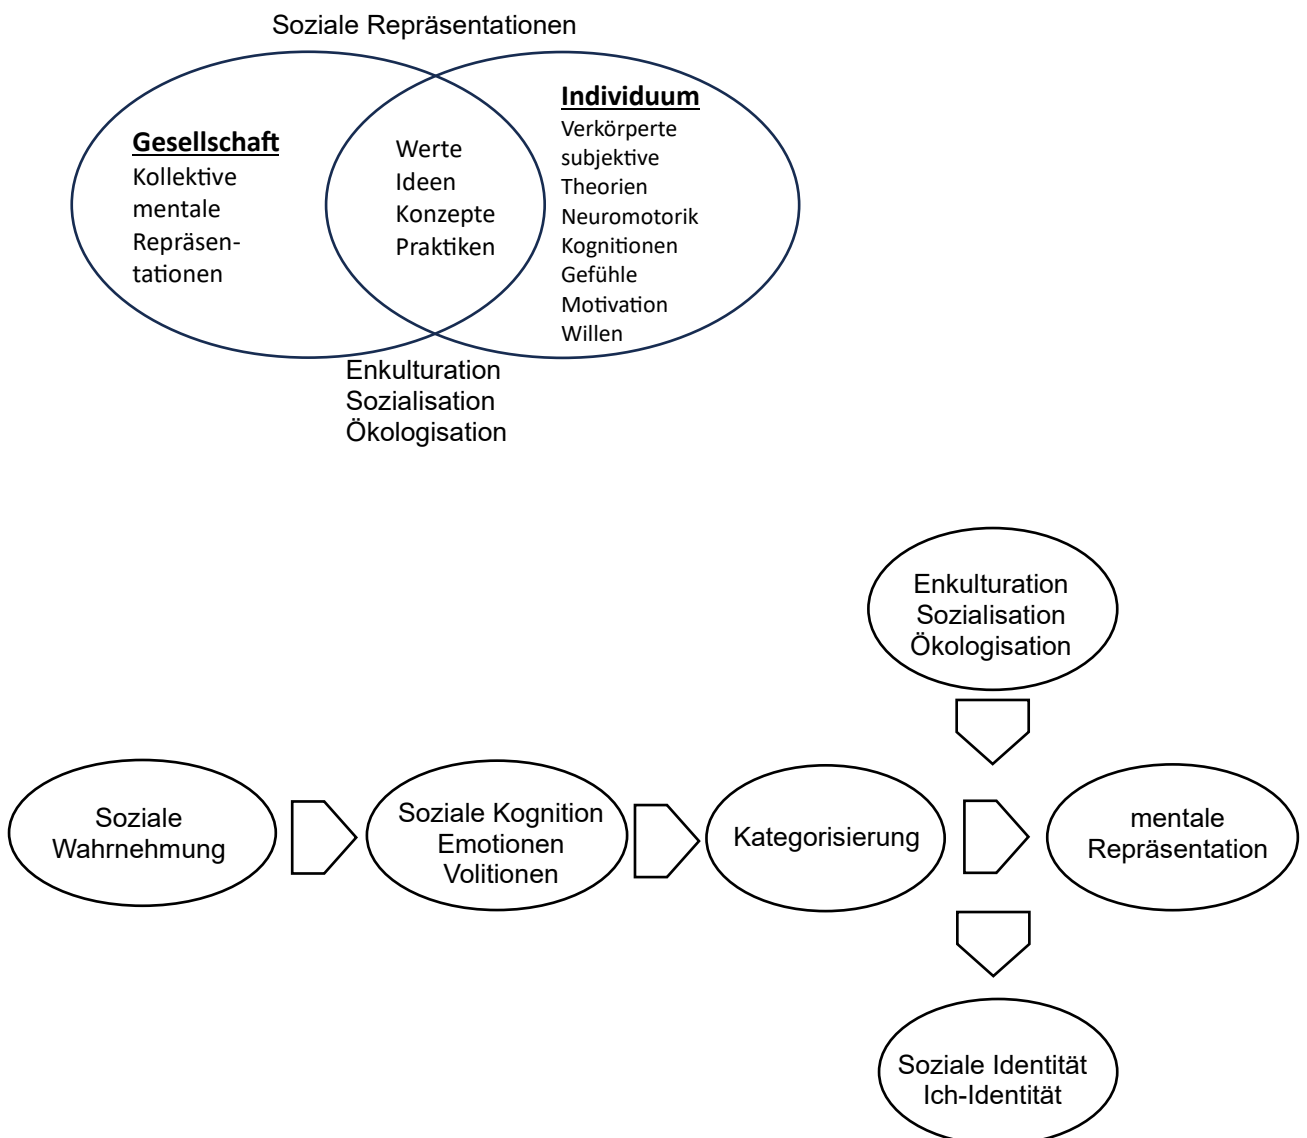 Soziale Repräsentationen
Gesellschaft
Kollektive
mentale
Repräsen-
tationen
Werte
Ideen
Konzepte
Praktiken
Individuum
Verkörperte
subjektive
Theorien
Neuromotorik
Kognitionen
Gefühle
Motivation
Willen
Enkulturation
Sozialisation
Ökologisation
Enkulturation
Sozialisation
Ökologisation
Soziale
Wahrnehmung
Soziale Kognition
Emotionen
Volitionen
Kategorisierung
mentale
Repräsentation
Soziale Identität
Ich-Identität